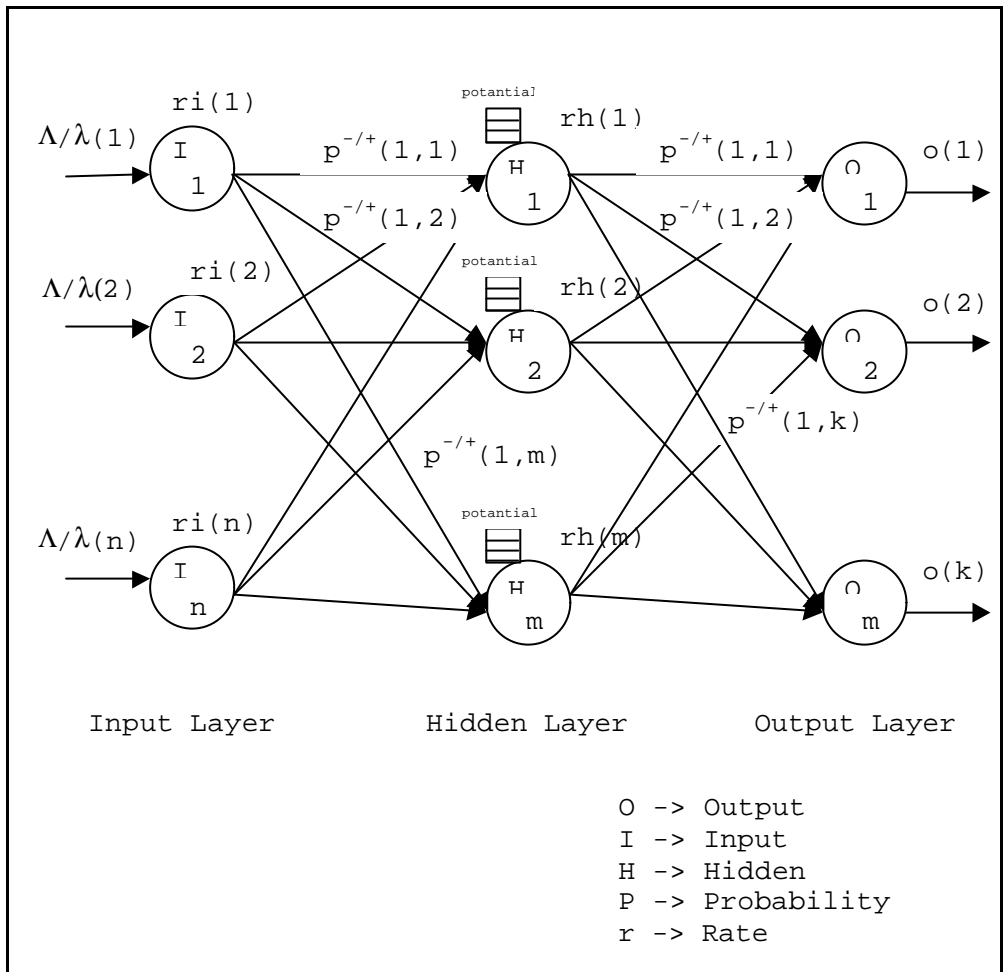 potential
ri(1) rh(1)
Λ/λ(1) I 1 p⁻/⁺(1,1) H 1 p⁻/⁺(1,1) O 1 o(1)
p⁻/⁺(1,2) p⁻/⁺(1,2)
potential
ri(2) rh(2)
Λ/λ(2) I 2 H 2 O 2 o(2)
p⁻/⁺(1,k)
p⁻/⁺(1,m)
potential
ri(n) rh(m)
Λ/λ(n) I n H m O m o(k)
Input Layer Hidden Layer Output Layer
O -> Output
I -> Input
H -> Hidden
P -> Probability
r -> Rate